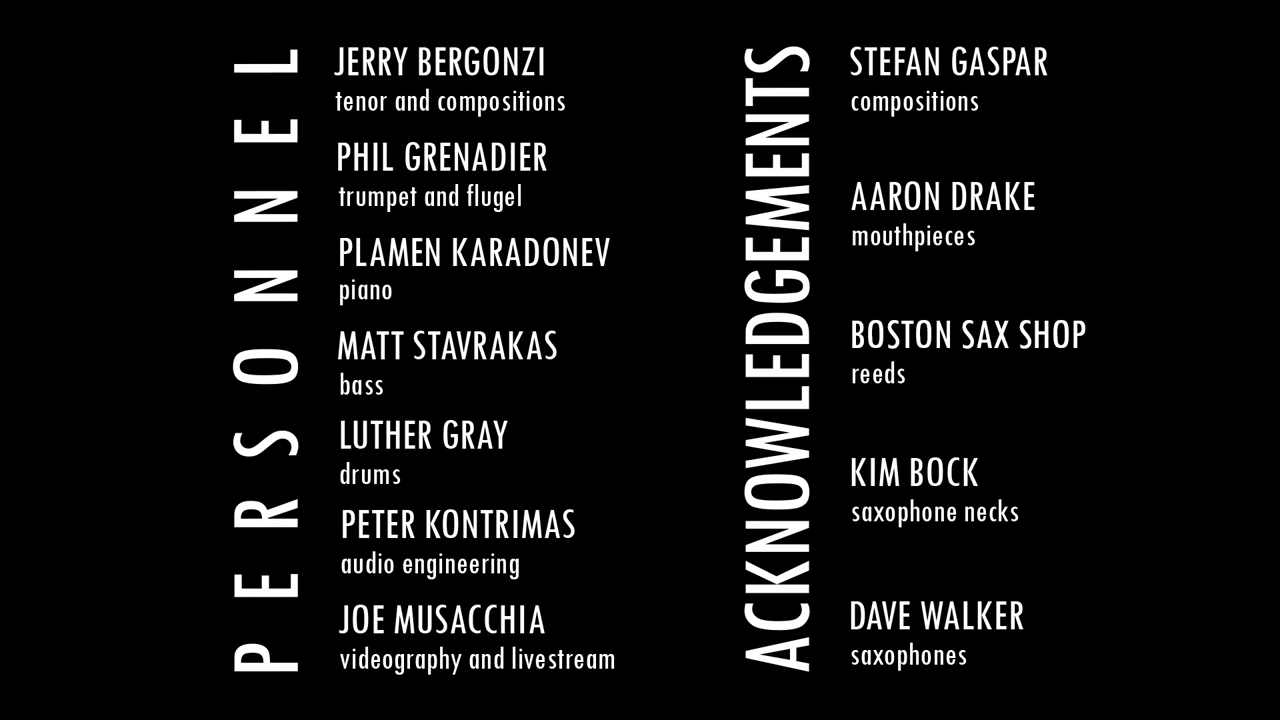 PERSONNEL
JERRY BERGONZI
tenor and compositions
PHIL GRENADIER
trumpet and flugel
PLAMEN KARADONEV
piano
MATT STAVRAKAS
bass
LUTHER GRAY
drums
PETER KONTRIMAS
audio engineering
JOE MUSACCHIA
videography and livestream
ACKNOWLEDGEMENTS
STEFAN GASPAR
compositions
AARON DRAKE
mouthpieces
BOSTON SAX SHOP
reeds
KIM BOCK
saxophone necks
DAVE WALKER
saxophones